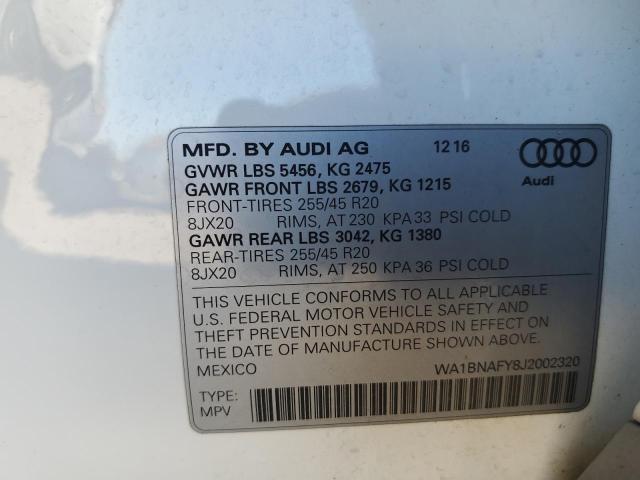 MFD. BY AUDI AG 12 16
GVWR LBS 5456, KG 2475
GAWR FRONT LBS 2679, KG 1215
FRONT-TIRES 255/45 R20
8JX20 RIMS, AT 230 KPA 33 PSI COLD
GAWR REAR LBS 3042, KG 1380
REAR-TIRES 255/45 R20
8JX20 RIMS, AT 250 KPA 36 PSI COLD
Audi
THIS VEHICLE CONFORMS TO ALL APPLICABLE
U.S. FEDERAL MOTOR VEHICLE SAFETY AND
THEFT PREVENTION STANDARDS IN EFFECT ON
THE DATE OF MANUFACTURE SHOWN ABOVE.
MEXICO WA1BNAFY8J2002320
TYPE:
MPV